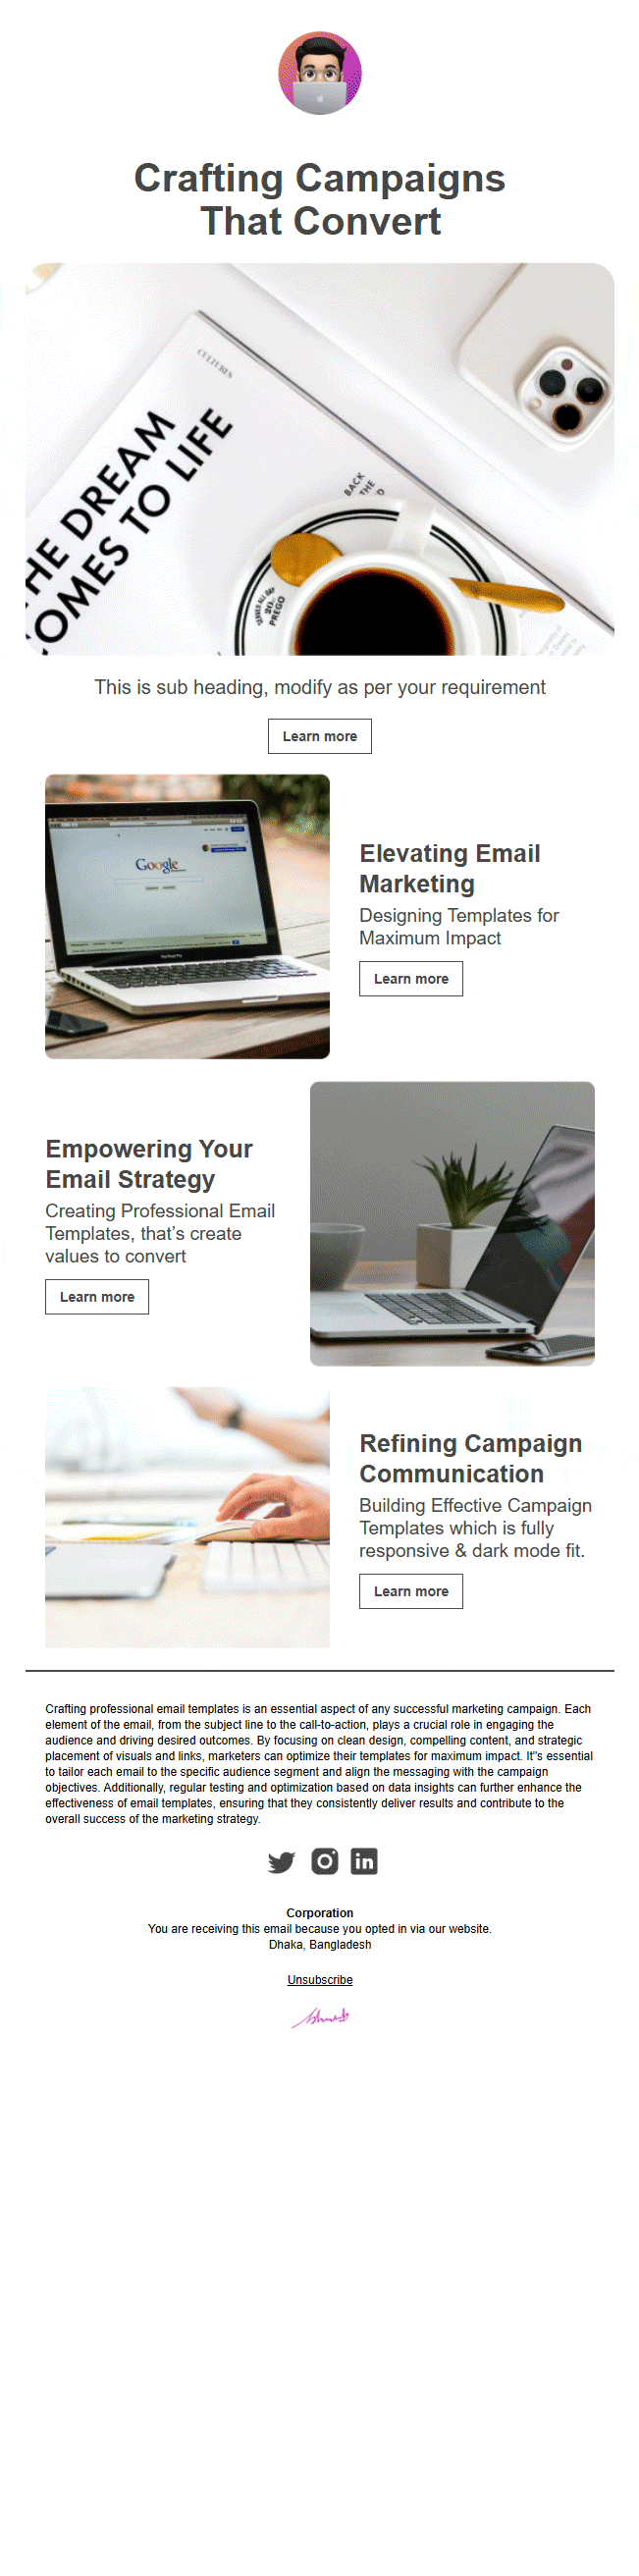 Crafting Campaigns
That Convert
CULTURES
HE DREAM
OMES TO LIFE
BACK
THE
SERVED ALL DAY
20
PREGO
This is sub heading, modify as per your requirement
Learn more
Google
Elevating Email
Marketing
Designing Templates for
Maximum Impact
Learn more
Empowering Your
Email Strategy
Creating Professional Email
Templates, that’s create
values to convert
Learn more
Refining Campaign
Communication
Building Effective Campaign
Templates which is fully
responsive & dark mode fit.
Learn more
Crafting professional email templates is an essential aspect of any successful marketing campaign. Each
element of the email, from the subject line to the call-to-action, plays a crucial role in engaging the
audience and driving desired outcomes. By focusing on clean design, compelling content, and strategic
placement of visuals and links, marketers can optimize their templates for maximum impact. It"s essential
to tailor each email to the specific audience segment and align the messaging with the campaign
objectives. Additionally, regular testing and optimization based on data insights can further enhance the
effectiveness of email templates, ensuring that they consistently deliver results and contribute to the
overall success of the marketing strategy.
in
Corporation
You are receiving this email because you opted in via our website.
Dhaka, Bangladesh
Unsubscribe